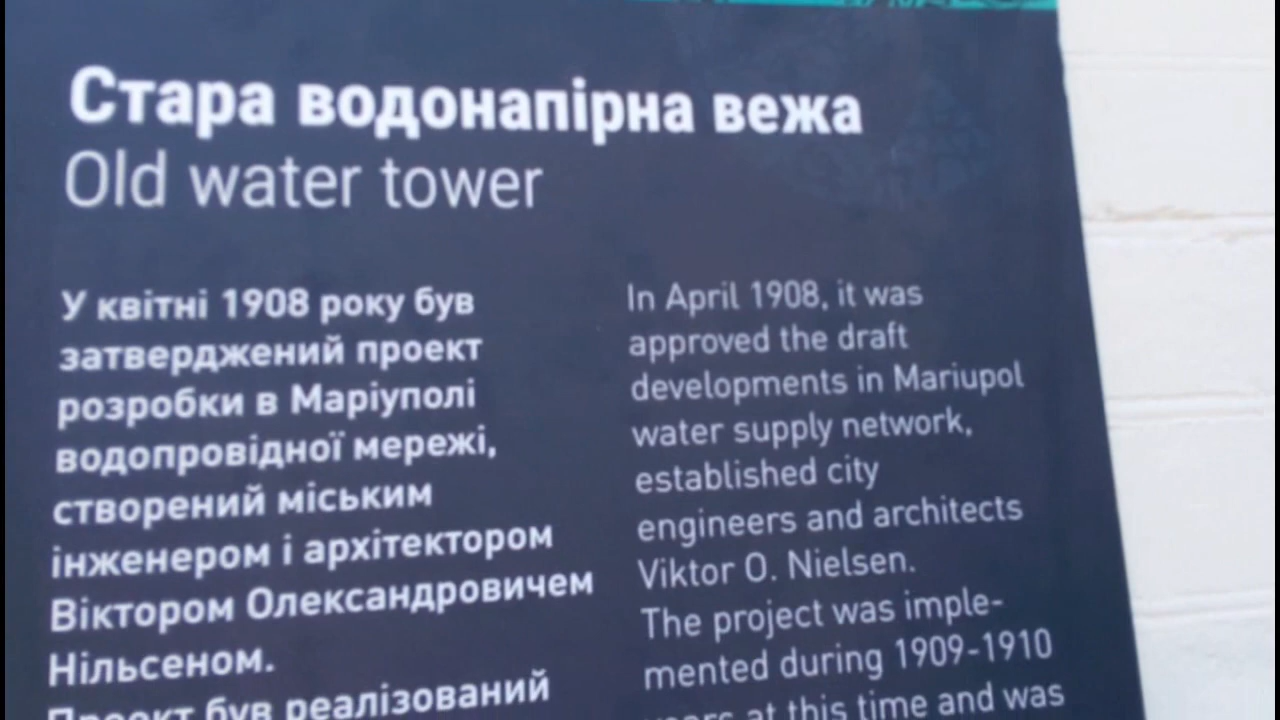 Стара водонапірна вежа
Old water tower
У квітні 1908 року був
затверджений проект
розробки в Маріуполі
водопровідної мережі,
створений міським
інженером і архітектором
Віктором Олександровичем
Нільсеном.
Проект був реалізований
In April 1908, it was
approved the draft
developments in Mariupol
water supply network,
established city
engineers and architects
Viktor O. Nielsen.
The project was imple-
mented during 1909-1910
years at this time and was